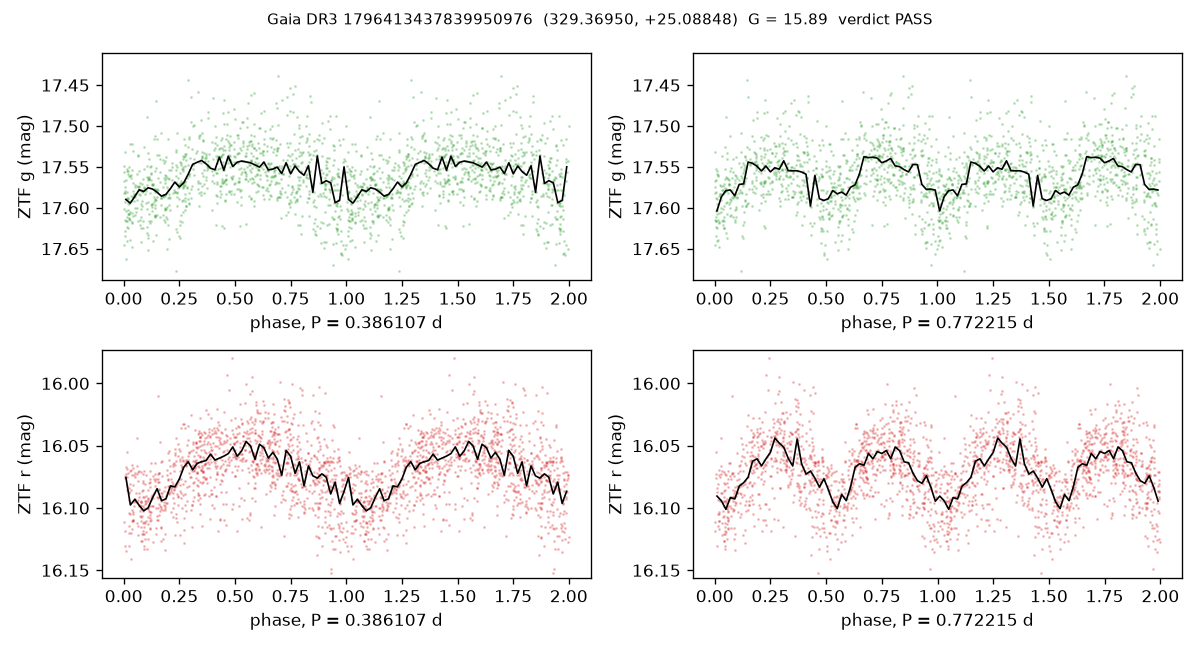 Gaia DR3 1796413437839950976 (329.36950, +25.08848) G = 15.89 verdict PASS
ZTF g (mag)
17.45
17.50
17.55
17.60
17.65
0.00 0.25 0.50 0.75 1.00 1.25 1.50 1.75 2.00
phase, P = 0.386107 d
ZTF g (mag)
17.45
17.50
17.55
17.60
17.65
0.00 0.25 0.50 0.75 1.00 1.25 1.50 1.75 2.00
phase, P = 0.772215 d
ZTF r (mag)
16.00
16.05
16.10
16.15
0.00 0.25 0.50 0.75 1.00 1.25 1.50 1.75 2.00
phase, P = 0.386107 d
ZTF r (mag)
16.00
16.05
16.10
16.15
0.00 0.25 0.50 0.75 1.00 1.25 1.50 1.75 2.00
phase, P = 0.772215 d